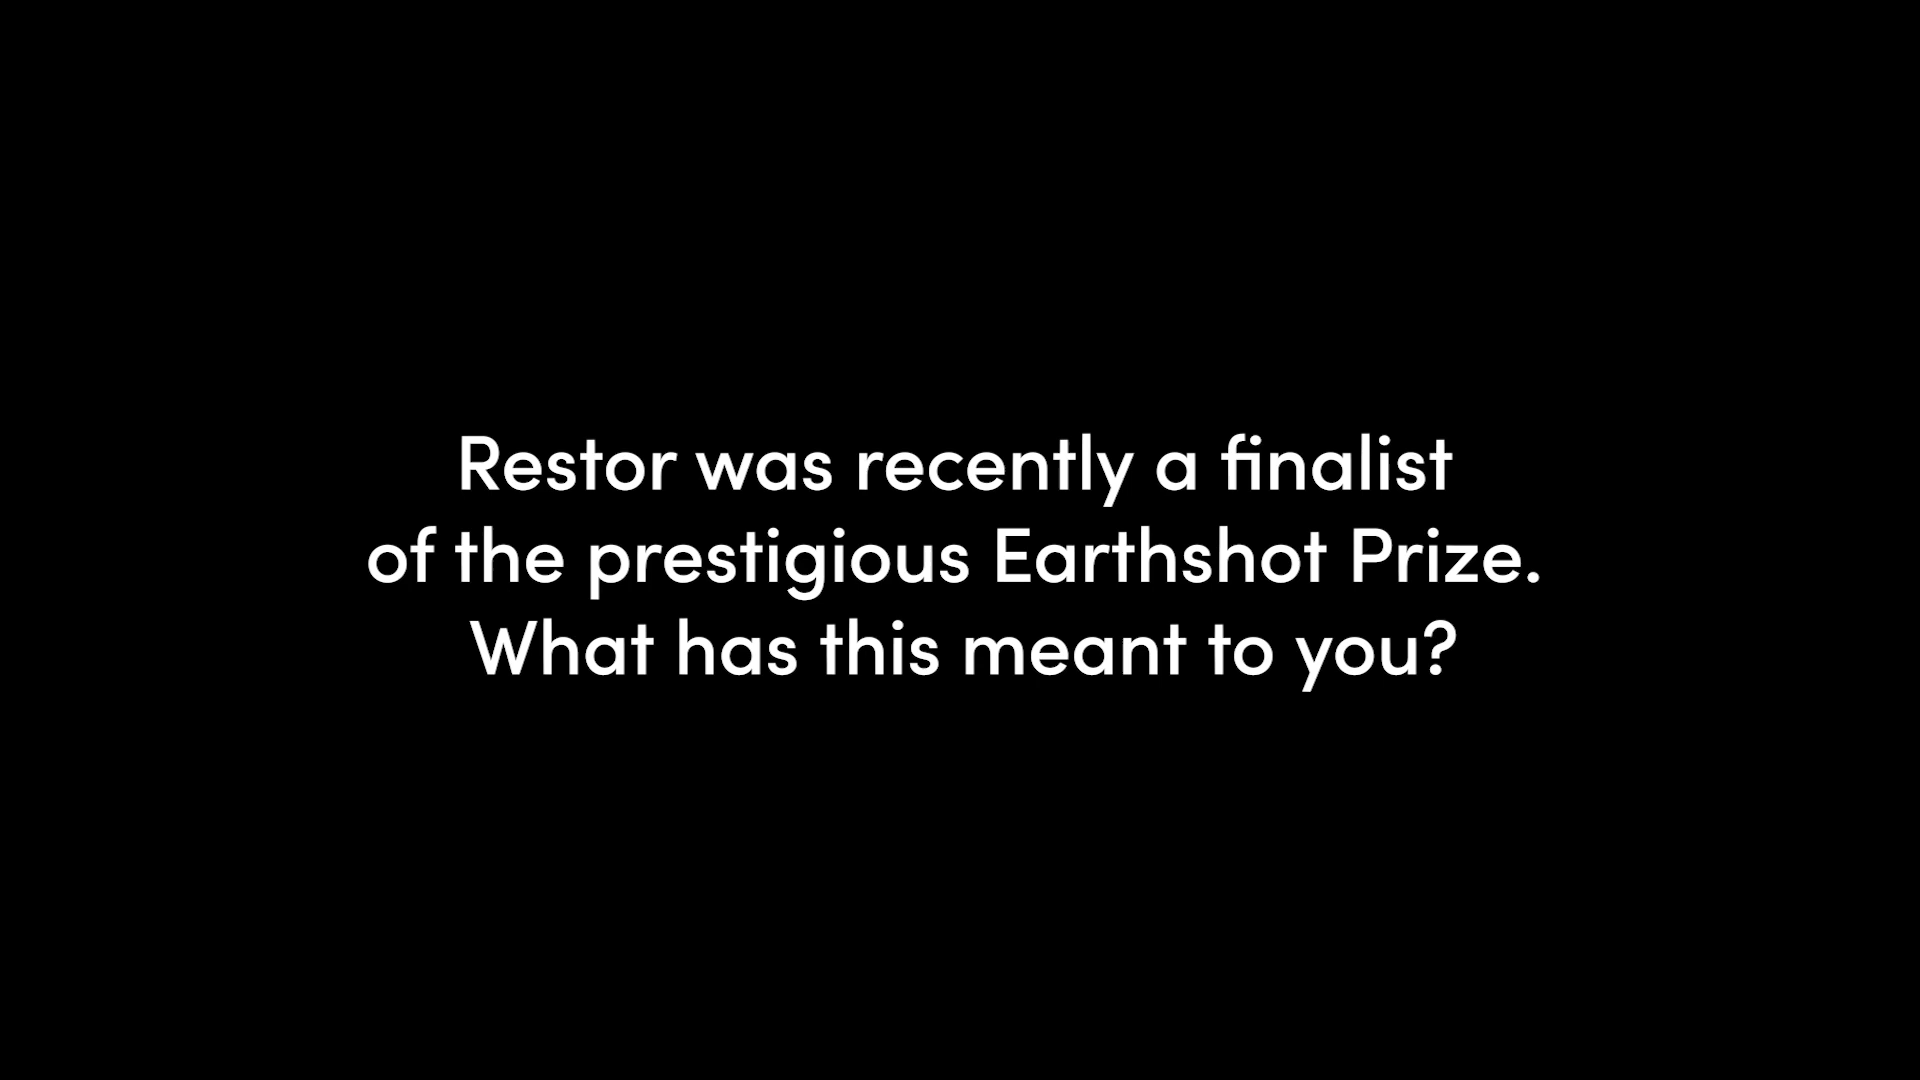 Restor was recently a finalist
of the prestigious Earthshot Prize.
What has this meant to you?